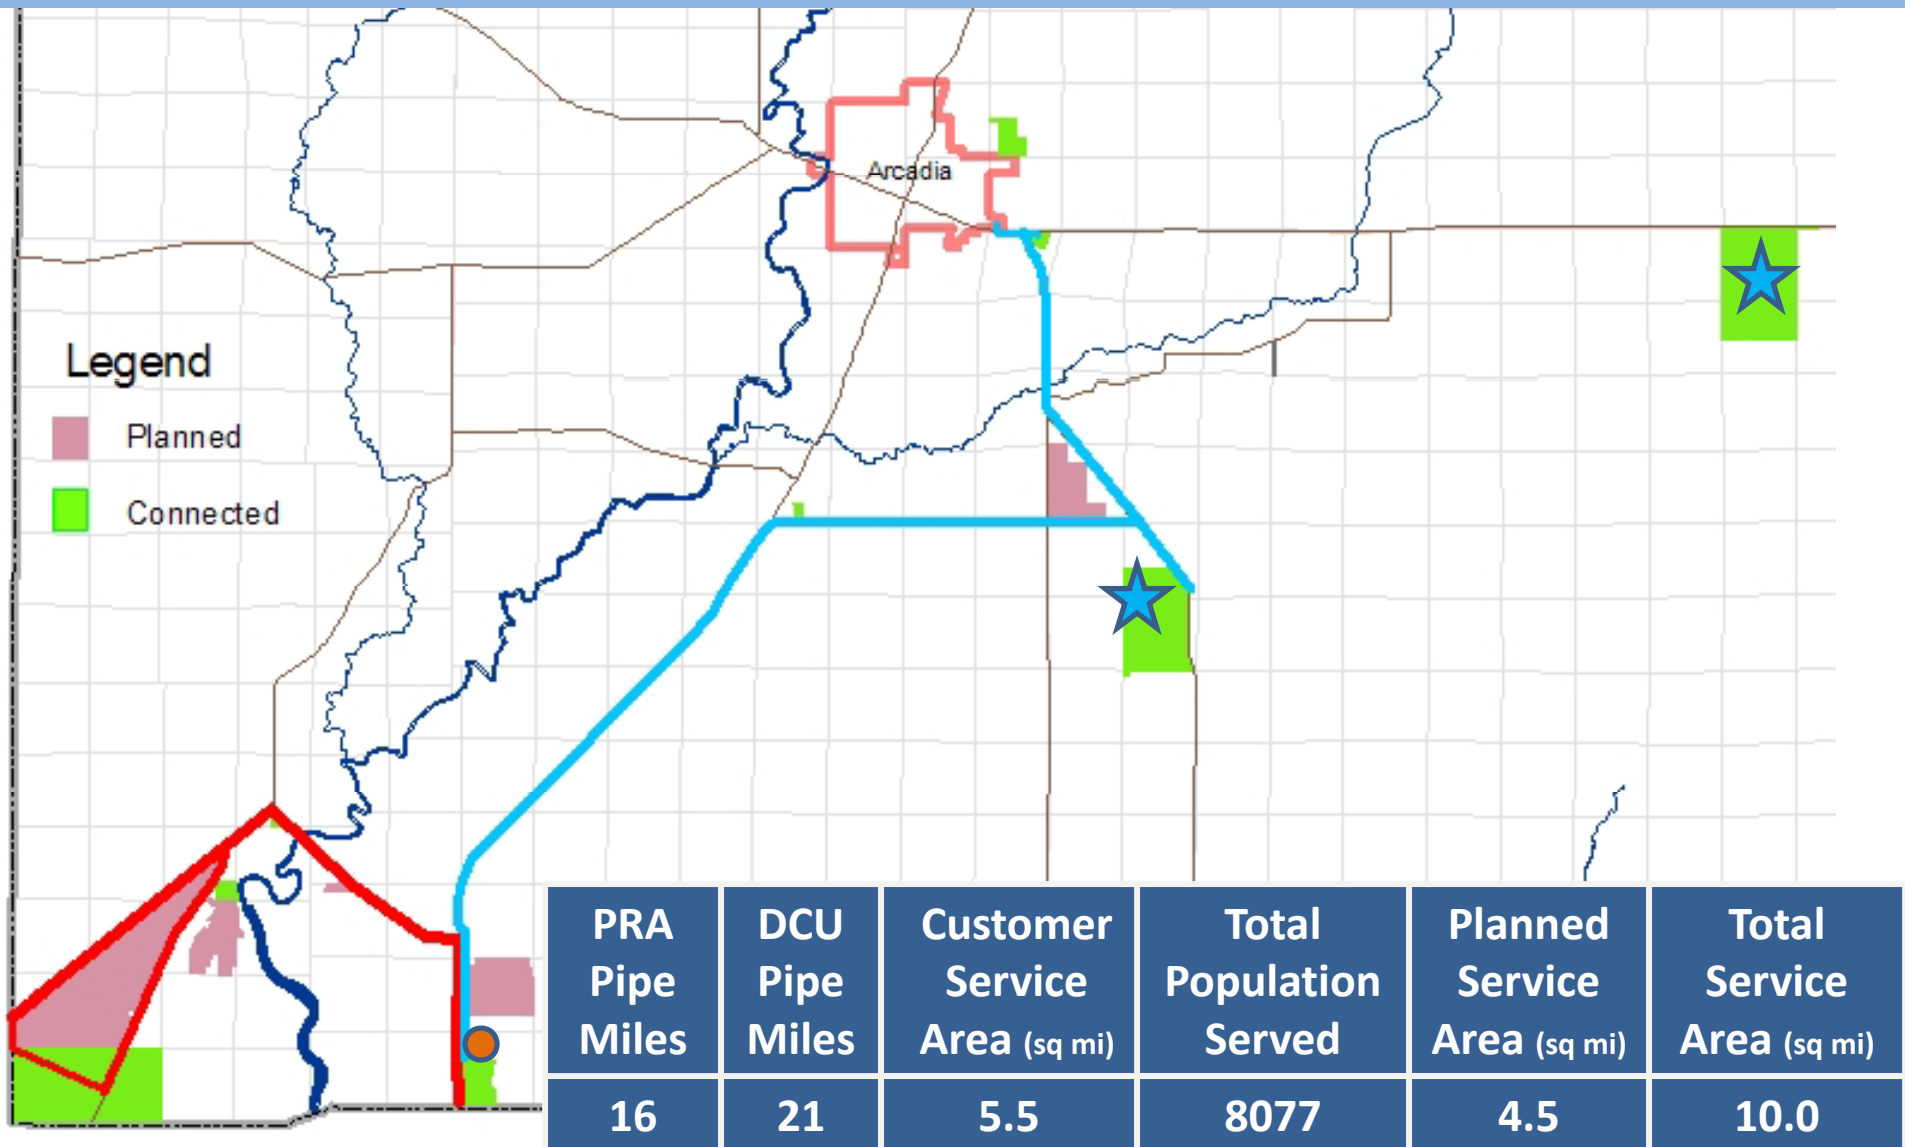 Arcadia
Legend
Planned
Connected
PRA Pipe Miles
DCU Pipe Miles
Customer Service Area (sq mi)
Total Population Served
Planned Service Area (sq mi)
Total Service Area (sq mi)
16
21
5.5
8077
4.5
10.0